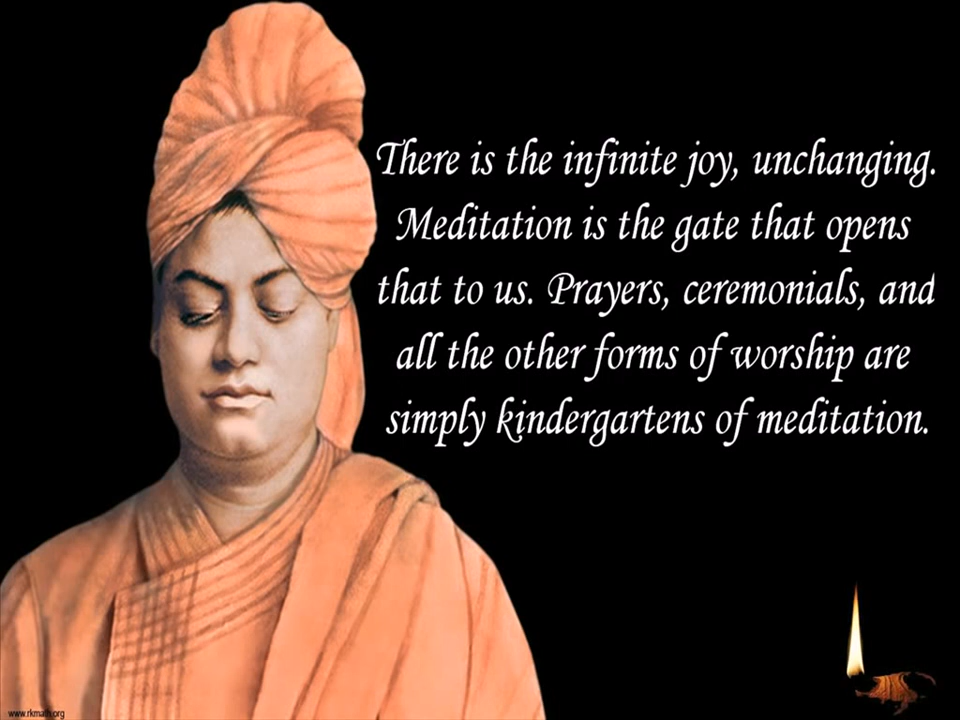 There is the infinite joy, unchanging.
Meditation is the gate that opens
that to us. Prayers, ceremonials, and
all the other forms of worship are
simply kindergartens of meditation.
www.rkmath.org